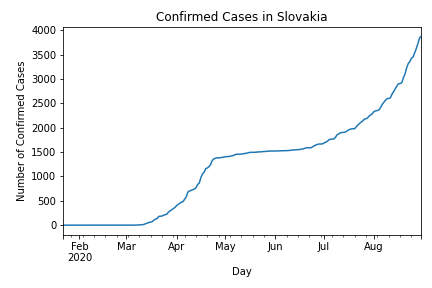 Confirmed Cases in Slovakia
4000
3500
3000
2500
2000
1500
1000
500
0
Number of Confirmed Cases
Feb Mar Apr May Jun Jul Aug
2020
Day